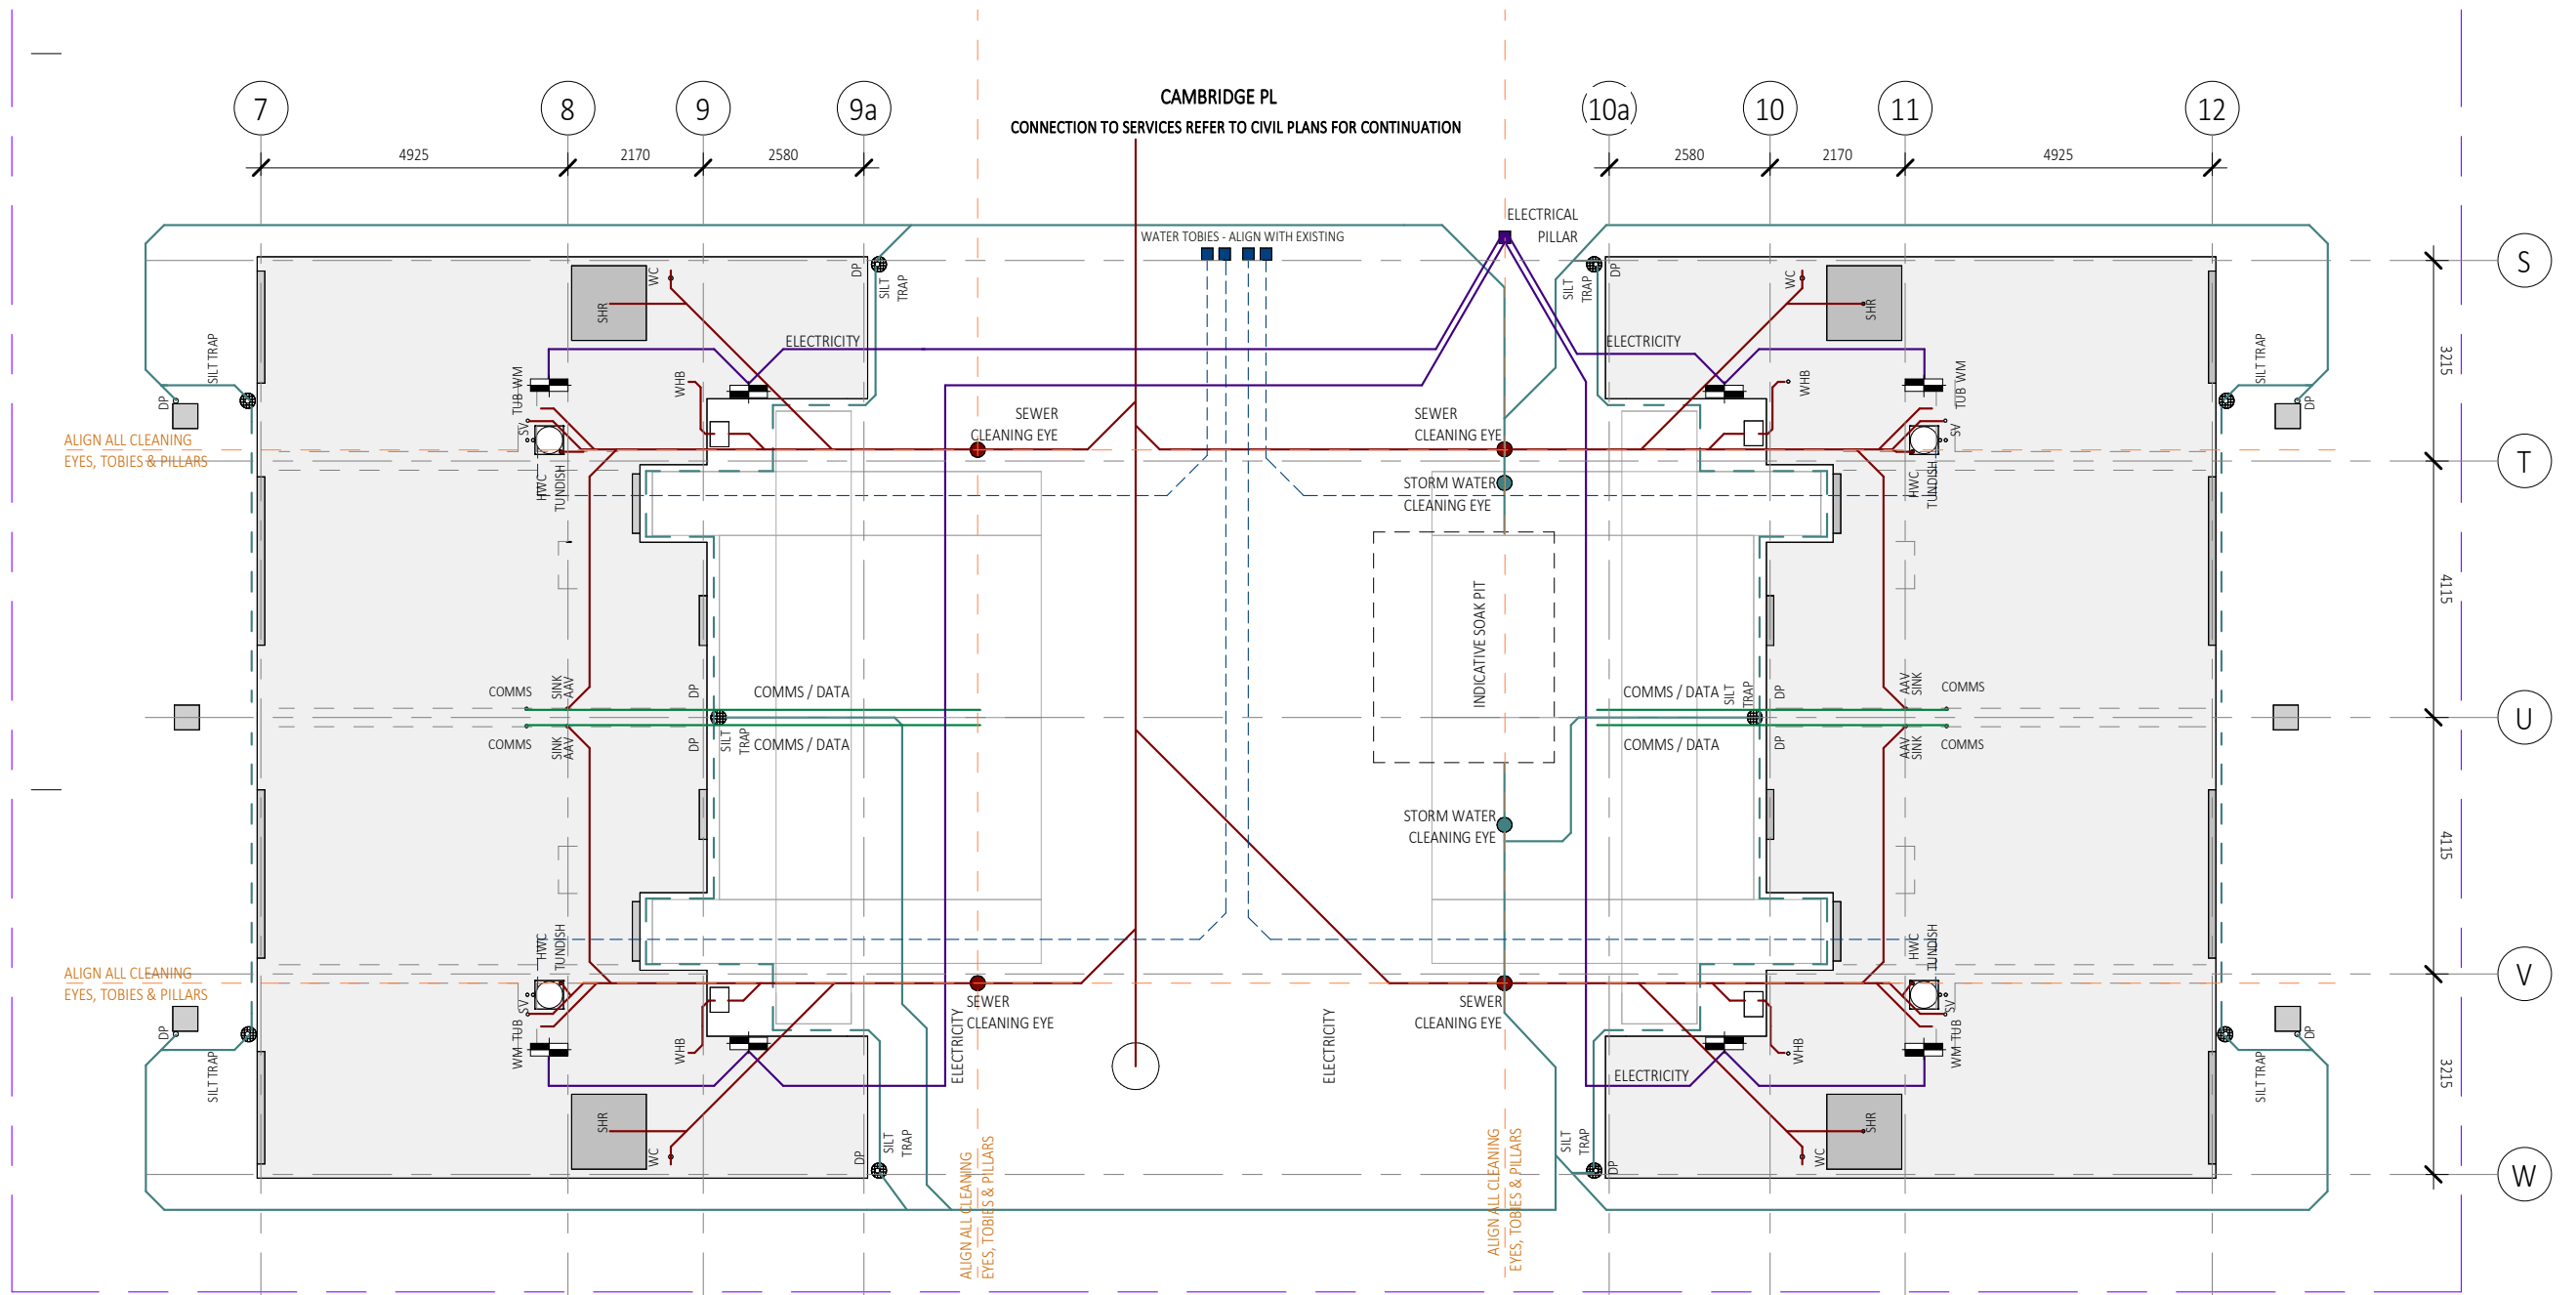 CAMBRIDGE PL
CONNECTION TO SERVICES REFER TO CIVIL PLANS FOR CONTINUATION
7
8
9
9a
10a
10
11
12
4925
2170
2580
2580
2170
4925
ELECTRICAL
PILLAR
WATER TOBIES - ALIGN WITH EXISTING
S
DP
SILT
TRAP
WC
SHR
SILT
TRAP
DP
WC
SHR
ELECTRICITY
ELECTRICITY
SILT TRAP
SILT TRAP
3215
TUB WM
WHB
WHB
TUB WM
DP
DP
SV
SV
SEWER
CLEANING EYE
SEWER
CLEANING EYE
ALIGN ALL CLEANING
EYES, TOBIES & PILLARS
T
HWC
TUNDISH
HWC
TUNDISH
STORM WATER
CLEANING EYE
4115
INDICATIVE SOAK PIT
COMMS
SINK
AAV
DP
COMMS / DATA
COMMS / DATA
SILT
TRAP
DP
AAV
SINK
COMMS
U
COMMS
SINK
AAV
DP
SILT
TRAP
COMMS / DATA
COMMS / DATA
DP
AAV
SINK
COMMS
STORM WATER
CLEANING EYE
4115
HWC
TUNDISH
HWC
TUNDISH
ALIGN ALL CLEANING
EYES, TOBIES & PILLARS
V
SV
SV
SEWER
CLEANING EYE
SEWER
CLEANING EYE
DP
DP
WM TUB
WHB
WHB
WM TUB
SILT TRAP
SILT TRAP
ELECTRICITY
ELECTRICITY
ELECTRICITY
3215
SHR
WC
DP
SILT
TRAP
SILT
TRAP
DP
WC
SHR
W
ALIGN ALL CLEANING
EYES, TOBIES & PILLARS
ALIGN ALL CLEANING
EYES, TOBIES & PILLARS